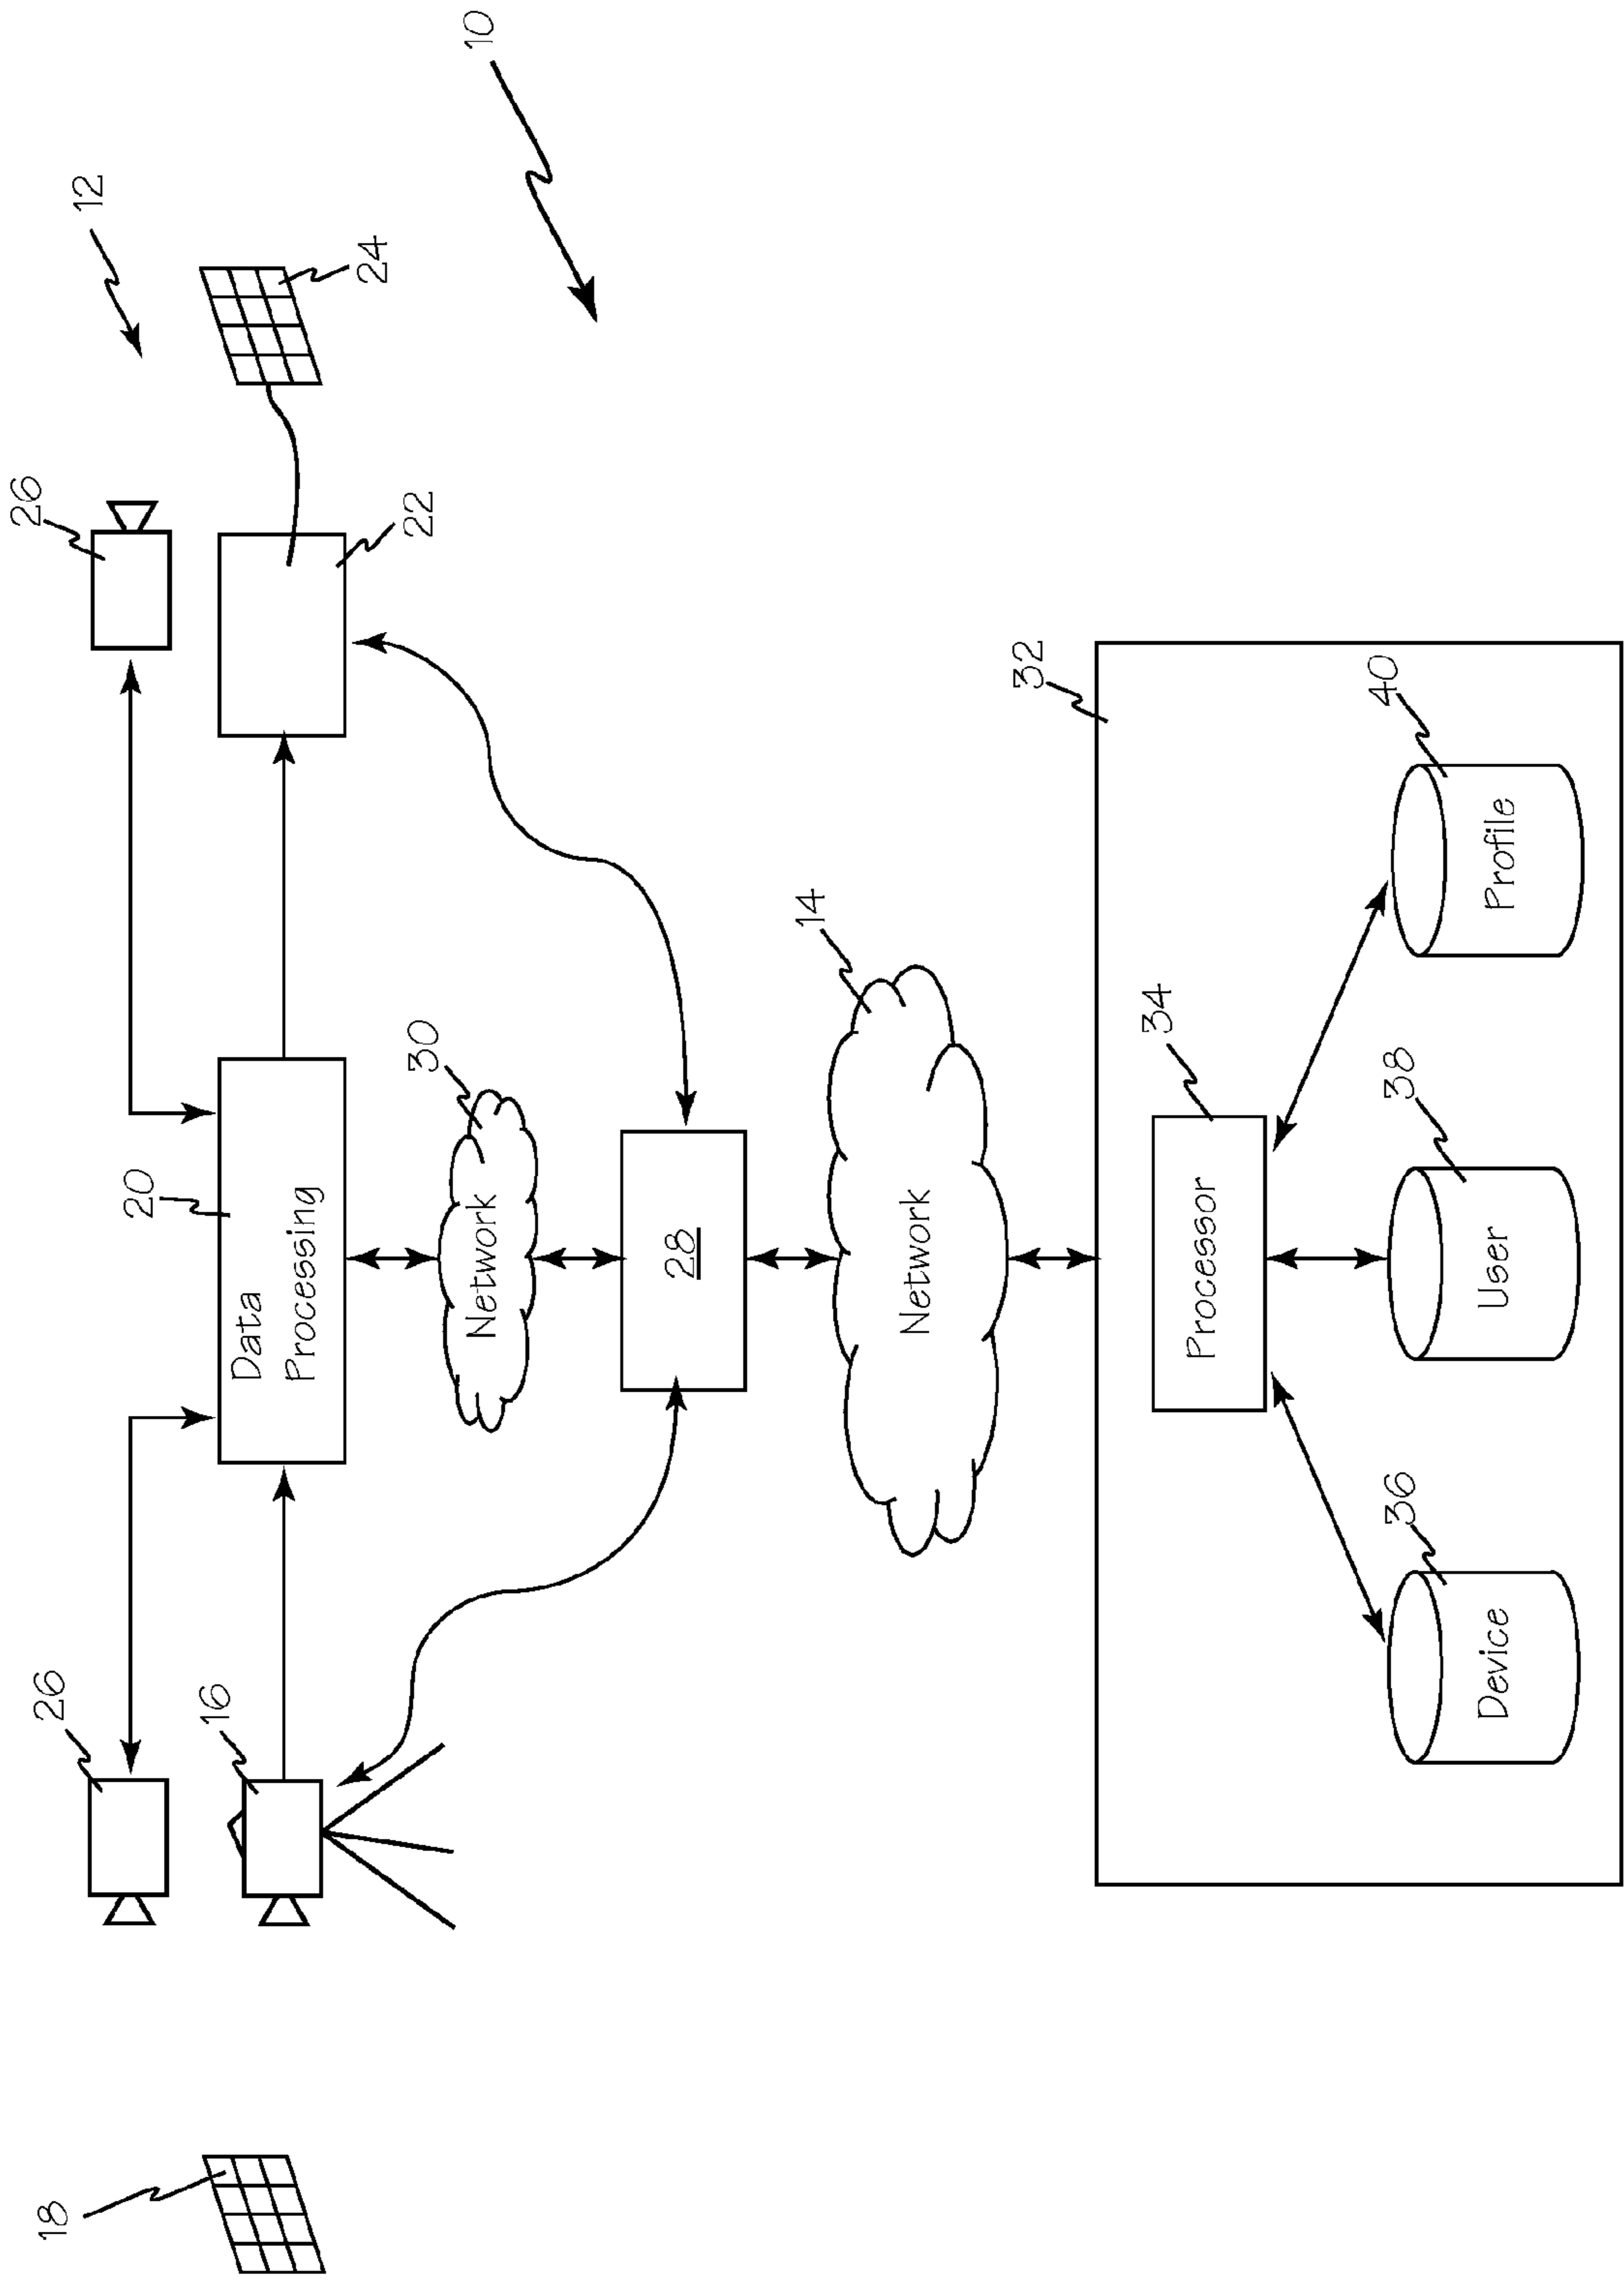 18
26
16
20
Data
Processing
26
22
12
24
10
30
Network
28
14
Network
32
34
Processor
36
Device
38
User
40
Profile